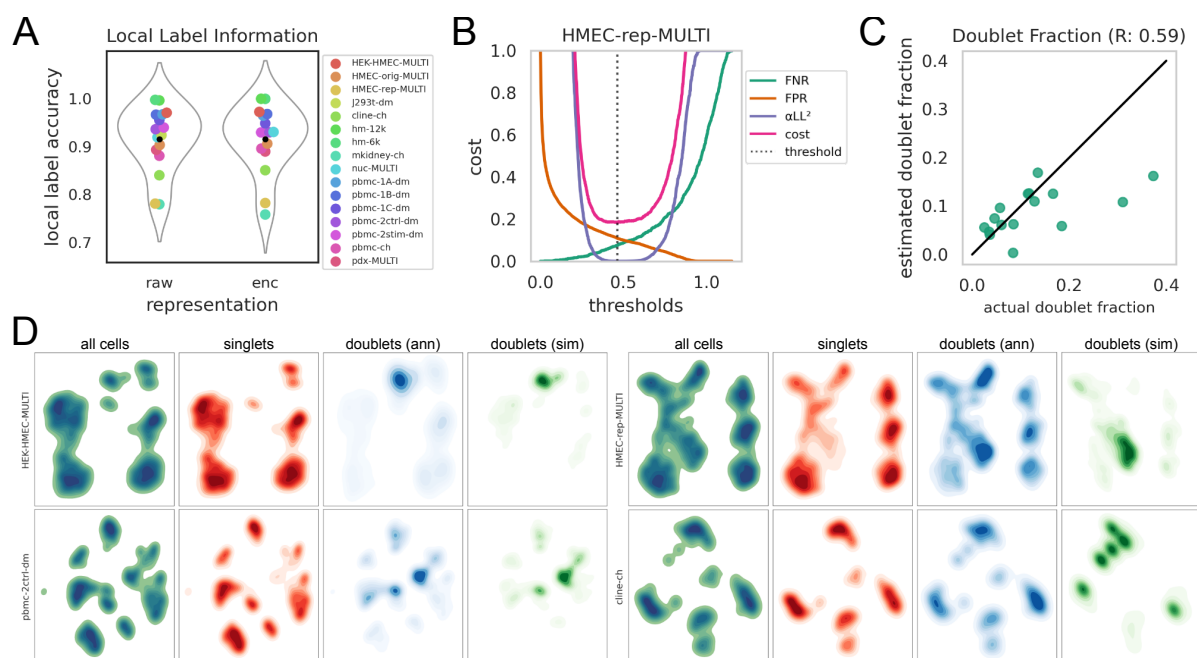 A
Local Label Information
local label accuracy
1.0
0.9
0.8
0.7
raw
enc
representation
HEK-HMEC-MULTI
HMEC-orig-MULTI
HMEC-rep-MULTI
J293t-dm
cline-ch
hm-12k
hm-6k
mkidney-ch
nuc-MULTI
pbmc-1A-dm
pbmc-1B-dm
pbmc-1C-dm
pbmc-2ctrl-dm
pbmc-2stim-dm
pbmc-ch
pdx-MULTI
B
HMEC-rep-MULTI
cost
1.0
0.8
0.6
0.4
0.2
0.0
0.0
0.5
1.0
thresholds
FNR
FPR
αLL²
cost
threshold
C
Doublet Fraction (R: 0.59)
estimated doublet fraction
0.4
0.2
0.0
0.0
0.2
0.4
actual doublet fraction
D
all cells
singlets
doublets (ann)
doublets (sim)
all cells
singlets
doublets (ann)
doublets (sim)
HEK-HMEC-MULTI
HMEC-rep-MULTI
pbmc-2ctrl-dm
cline-ch